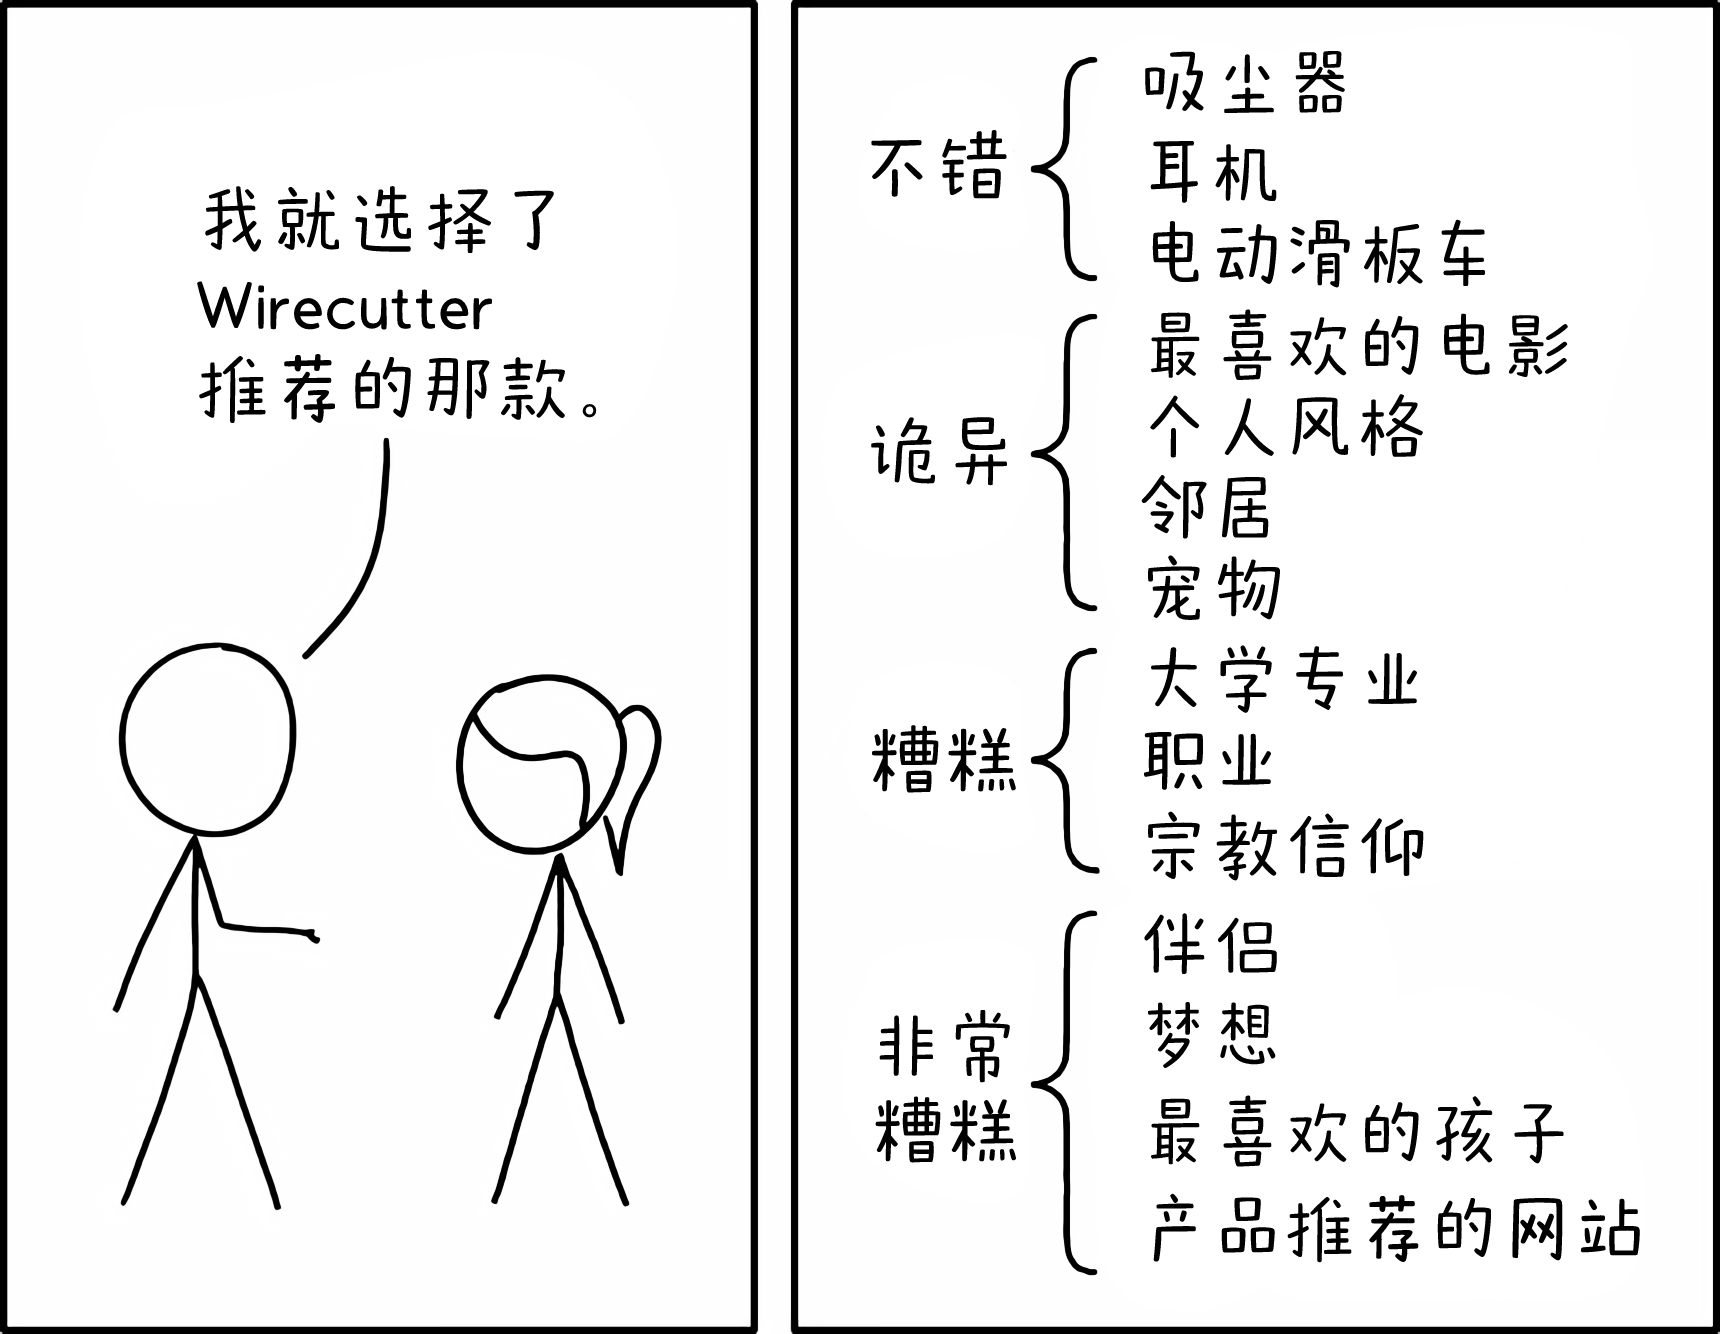 我就选择了
Wirecutter
推荐的那款。
不错
吸尘器
耳机
电动滑板车
诡异
最喜欢的电影
个人风格
邻居
宠物
糟糕
大学专业
职业
宗教信仰
非常
糟糕
伴侣
梦想
最喜欢的孩子
产品推荐的网站